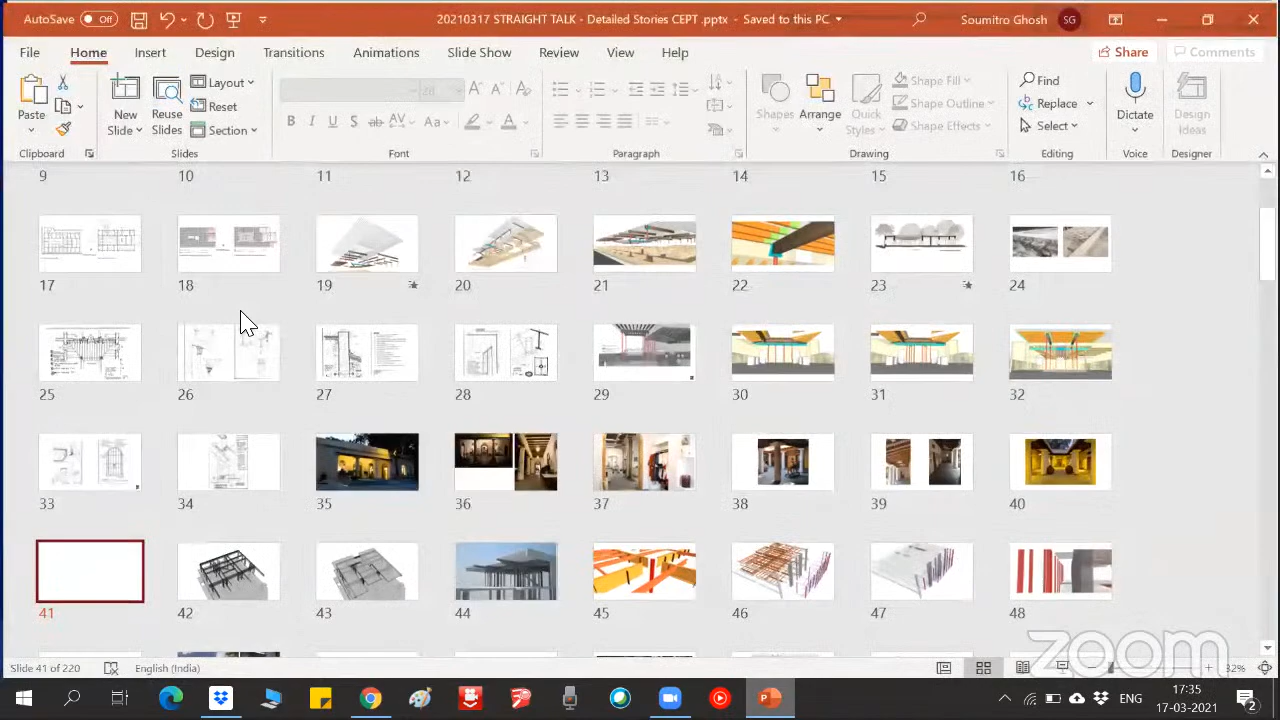 AutoSave Off 20210317 STRAIGHT TALK - Detailed Stories CEPT .pptx - Saved to this PC Soumitro Ghosh SG
File Home Insert Design Transitions Animations Slide Show Review View Help Share Comments
Paste New Slide Reuse Slides Layout Reset Section Shapes Arrange Quick Styles Shape Fill Shape Outline Shape Effects Find Replace Select Dictate Design Ideas
B I U S ab AV Aa A
Clipboard Slides Font Paragraph Drawing Editing Voice Designer
9 10 11 12 13 14 15 16
17 18 19 20 21 22 23 24
25 26 27 28 29 30 31 32
33 34 35 36 37 38 39 40
41 42 43 44 45 46 47 48
zoom
Slide 41 of 220 English (India) 32%
ENG 17:35
17-03-2021 2